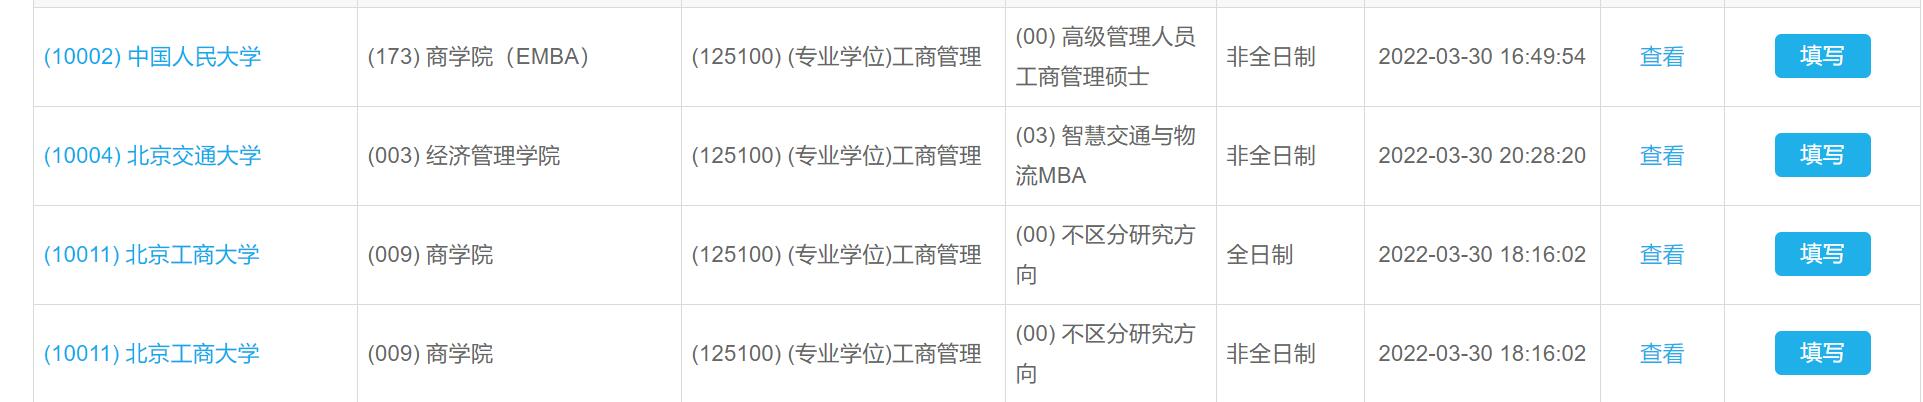 (10002) 中国人民大学 (173) 商学院（EMBA） (125100) (专业学位)工商管理 (00) 高级管理人员
工商管理硕士 非全日制 2022-03-30 16:49:54 查看 填写
(10004) 北京交通大学 (003) 经济管理学院 (125100) (专业学位)工商管理 (03) 智慧交通与物
流MBA 非全日制 2022-03-30 20:28:20 查看 填写
(10011) 北京工商大学 (009) 商学院 (125100) (专业学位)工商管理 (00) 不区分研究方
向 全日制 2022-03-30 18:16:02 查看 填写
(10011) 北京工商大学 (009) 商学院 (125100) (专业学位)工商管理 (00) 不区分研究方
向 非全日制 2022-03-30 18:16:02 查看 填写